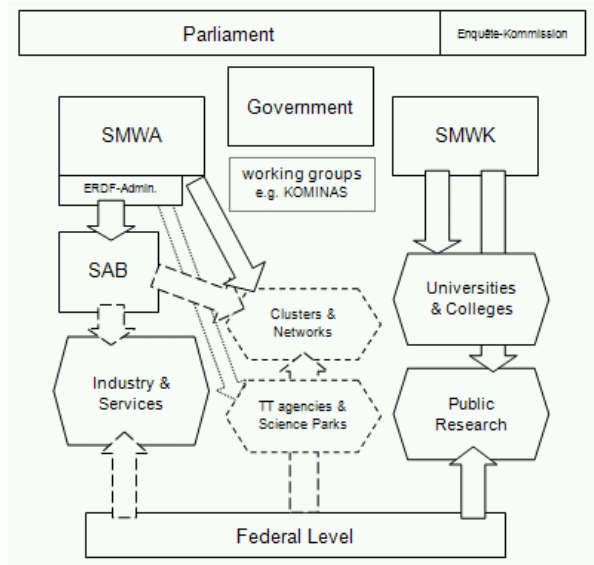 Parliament
Enquête-Kommission
Government
SMWA
SMWK
ERDF-Admin.
working groups
e.g. KOMINAS
SAB
Universities
& Colleges
Clusters &
Networks
Industry &
Services
TT agencies &
Science Parks
Public
Research
Federal Level